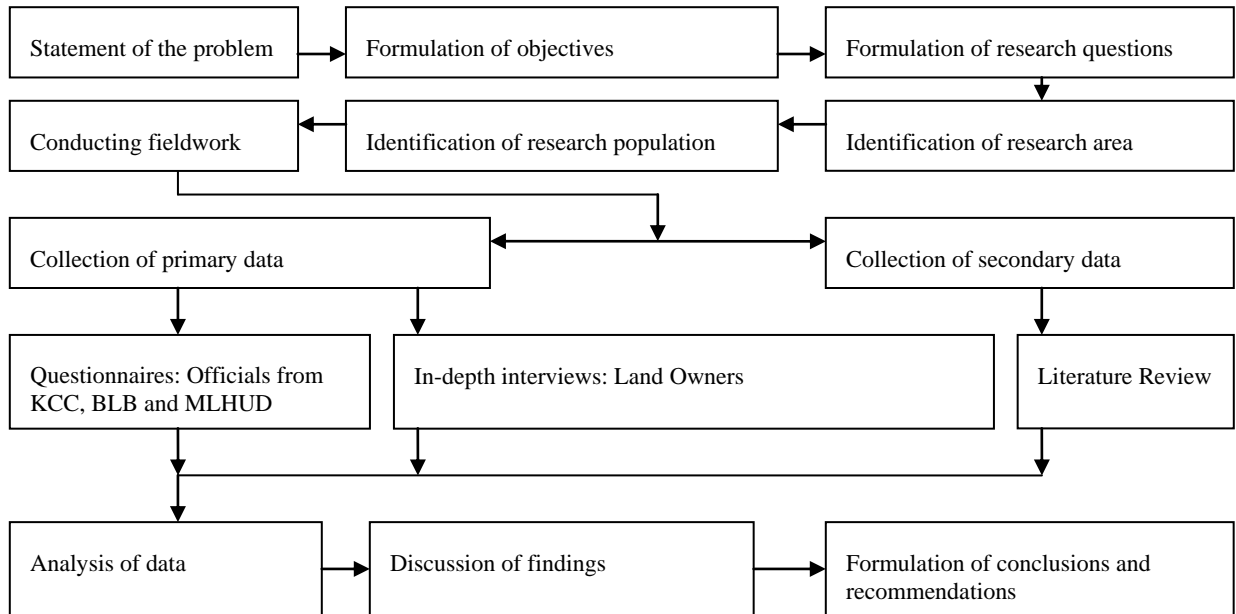 Statement of the problem
Formulation of objectives
Formulation of research questions
Conducting fieldwork
Identification of research population
Identification of research area
Collection of primary data
Collection of secondary data
Questionnaires: Officials from
KCC, BLB and MLHUD
In-depth interviews: Land Owners
Literature Review
Analysis of data
Discussion of findings
Formulation of conclusions and
recommendations